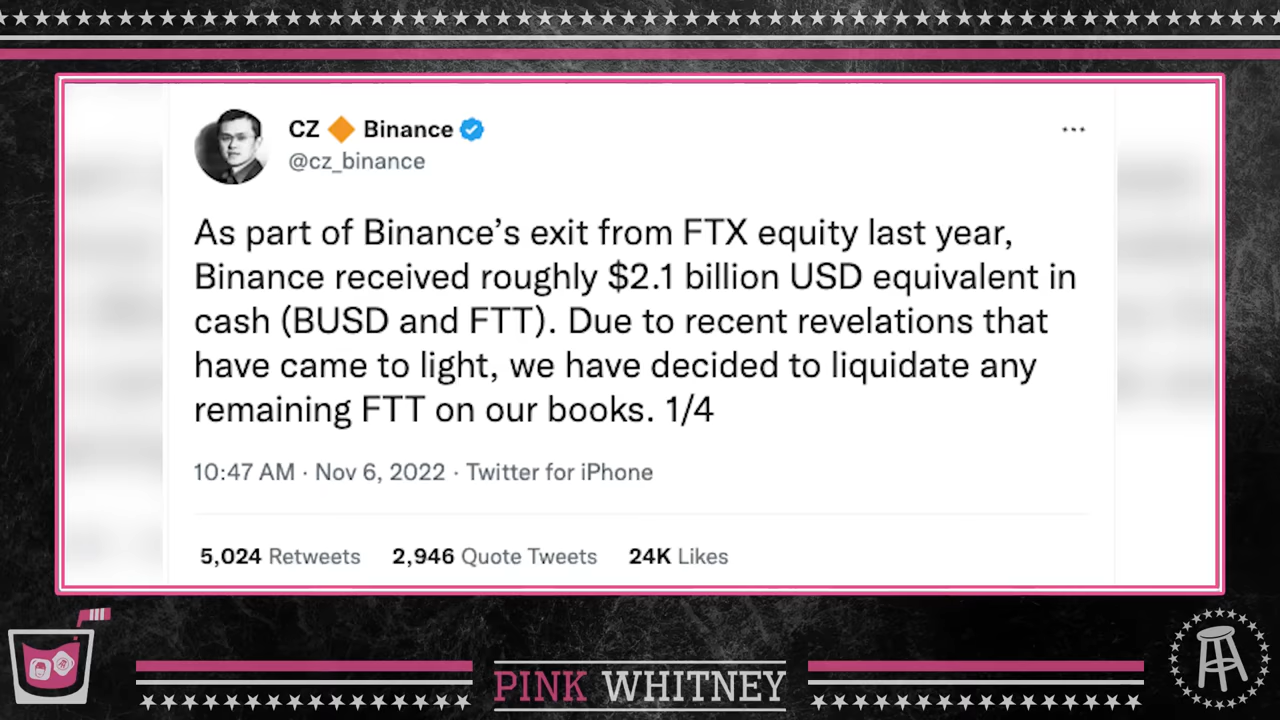 CZ 🔶 Binance
@cz_binance
As part of Binance’s exit from FTX equity last year,
Binance received roughly $2.1 billion USD equivalent in
cash (BUSD and FTT). Due to recent revelations that
have came to light, we have decided to liquidate any
remaining FTT on our books. 1/4
10:47 AM · Nov 6, 2022 · Twitter for iPhone
5,024 Retweets 2,946 Quote Tweets 24K Likes
PINK WHITNEY